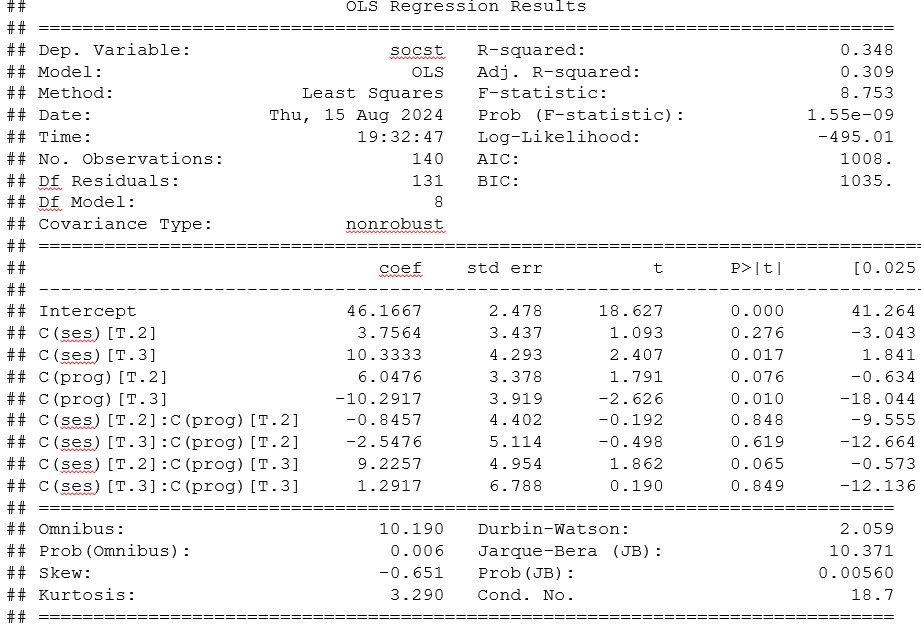 ##                            OLS Regression Results
## ==============================================================================
## Dep. Variable:                  socst   R-squared:                       0.348
## Model:                            OLS   Adj. R-squared:                  0.309
## Method:                 Least Squares   F-statistic:                     8.753
## Date:                Thu, 15 Aug 2024   Prob (F-statistic):           1.55e-09
## Time:                        19:32:47   Log-Likelihood:                -495.01
## No. Observations:                 140   AIC:                             1008.
## Df Residuals:                     131   BIC:                             1035.
## Df Model:                           8
## Covariance Type:            nonrobust
## ================================================================================
##                                coef    std err          t      P>|t|      [0.025
## --------------------------------------------------------------------------------
## Intercept                   46.1667      2.478     18.627      0.000      41.264
## C(ses)[T.2]                  3.7564      3.437      1.093      0.276      -3.043
## C(ses)[T.3]                 10.3333      4.293      2.407      0.017       1.841
## C(prog)[T.2]                 6.0476      3.378      1.791      0.076      -0.634
## C(prog)[T.3]               -10.2917      3.919     -2.626      0.010     -18.044
## C(ses)[T.2]:C(prog)[T.2]    -0.8457      4.402     -0.192      0.848      -9.555
## C(ses)[T.3]:C(prog)[T.2]    -2.5476      5.114     -0.498      0.619     -12.664
## C(ses)[T.2]:C(prog)[T.3]     9.2257      4.954      1.862      0.065      -0.573
## C(ses)[T.3]:C(prog)[T.3]     1.2917      6.788      0.190      0.849     -12.136
## ==============================================================================
## Omnibus:                       10.190   Durbin-Watson:                   2.059
## Prob(Omnibus):                  0.006   Jarque-Bera (JB):               10.371
## Skew:                          -0.651   Prob(JB):                      0.00560
## Kurtosis:                       3.290   Cond. No.                         18.7
## ==============================================================================